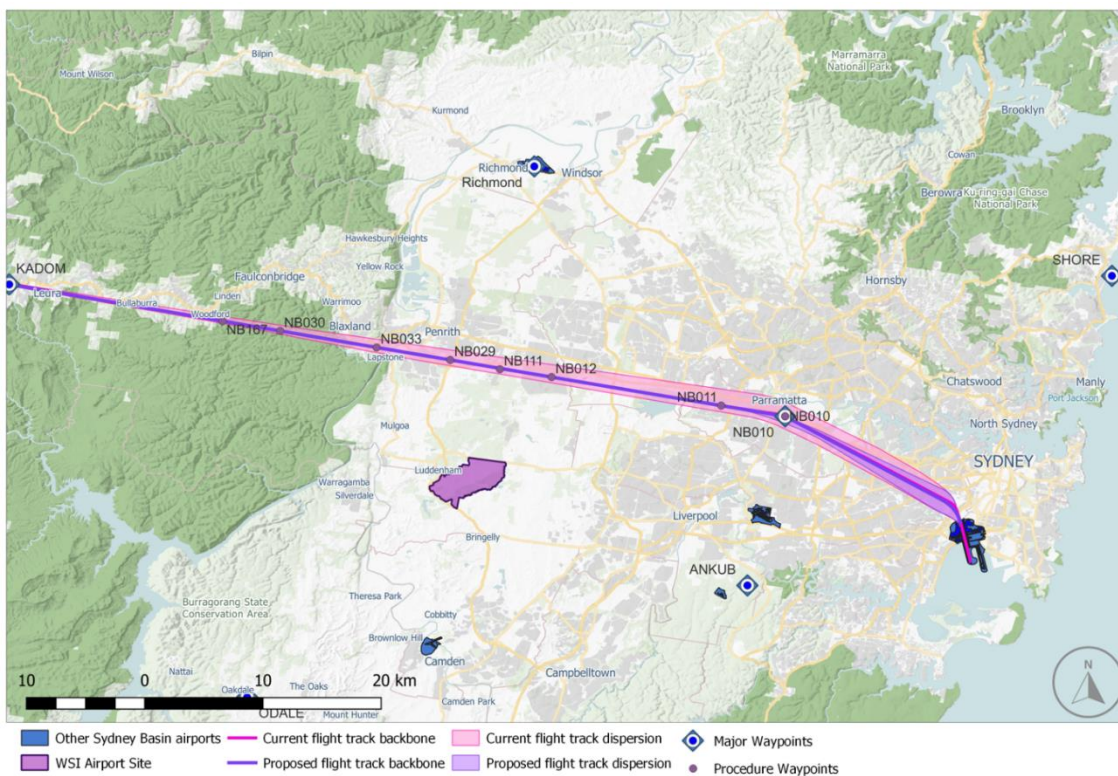 Marramarra
National Park
Bilpin
Mount Wilson
Brooklyn
Kurmond
Cowan
Richmond
Windsor
Richmond
Berowra
Ku-ring-gai Chase
National Park
Hawkesbury Heights
Yellow Rock
SHORE
KADOM
Faulconbridge
Hornsby
Leura
Linden
Bullaburra
Warrimoo
Woodford
NB167
NB030
Blaxland
Penrith
NB033
Lapstone
NB029
NB111
NB012
Chatswood
Manly
NB011
Parramatta
Port Jackson
NB010
NB010
North Sydney
Mulgoa
SYDNEY
Luddenham
Warragamba
Silverdale
Liverpool
Bringelly
ANKUB
Theresa Park
Burragorang State
Conservation Area
Cobbitty
Brownlow Hill
Camden
Campbelltown
Nattai
Oakdale
The Oaks
Camden Park
ODALE
Mount Hunter
10 0 10 20 km
N
Other Sydney Basin airports
Current flight track backbone
Current flight track dispersion
Major Waypoints
WSI Airport Site
Proposed flight track backbone
Proposed flight track dispersion
Procedure Waypoints